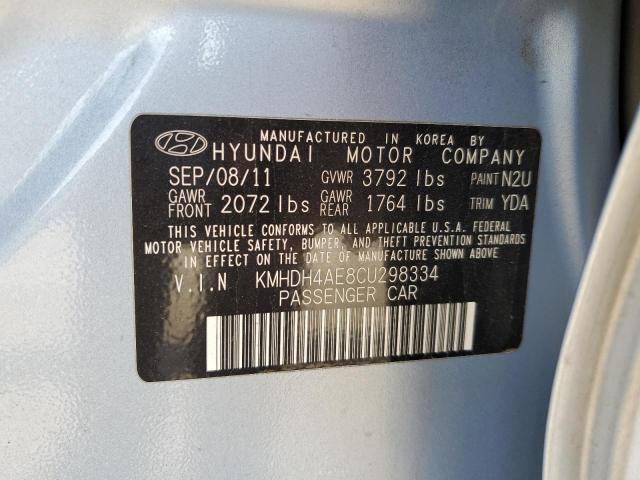 MANUFACTURED IN KOREA BY
HYUNDAI MOTOR COMPANY
SEP/08/11 GVWR 3792 lbs PAINT N2U
GAWR FRONT 2072 lbs GAWR REAR 1764 lbs TRIM YDA
THIS VEHICLE CONFORMS TO ALL APPLICABLE U.S.A. FEDERAL
MOTOR VEHICLE SAFETY, BUMPER, AND THEFT PREVENTION STANDARDS
IN EFFECT ON THE DATE OF MANUFACTURE SHOWN ABOVE.
V.I.N KMHDH4AE8CU298334
PASSENGER CAR